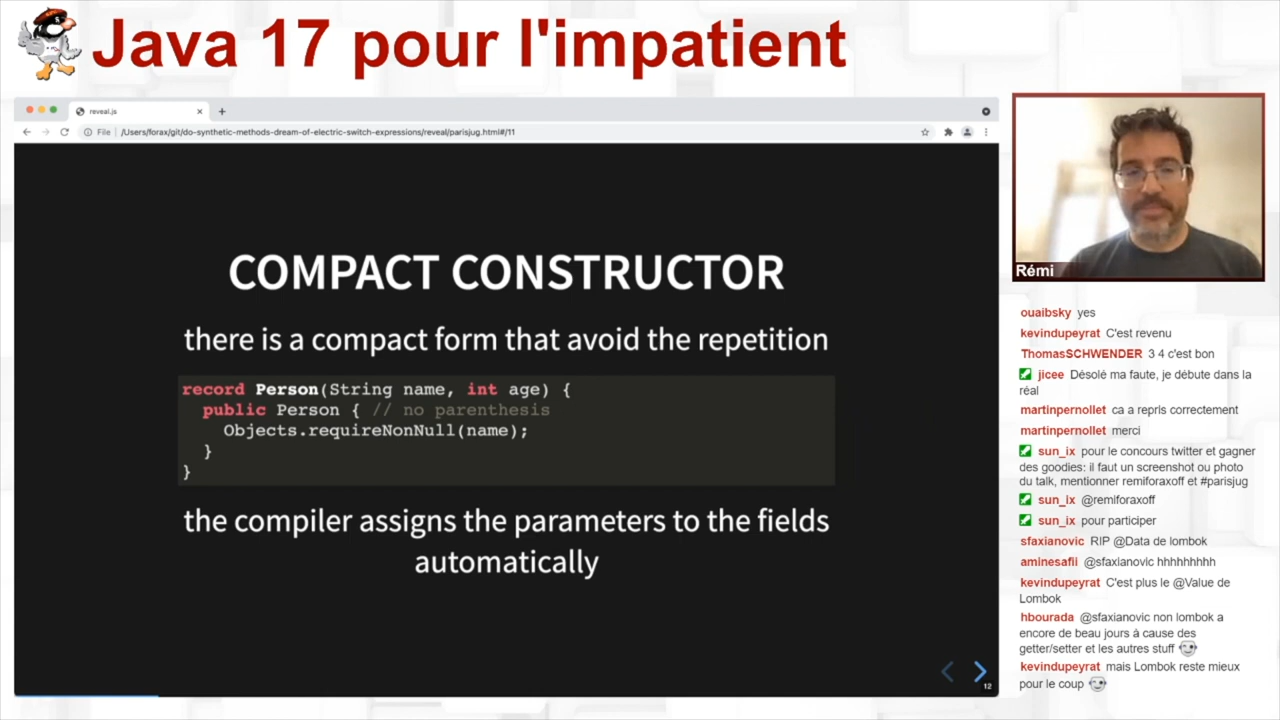 Java 17 pour l'impatient
reveal.js
File /Users/forax/git/do-synthetic-methods-dream-of-electric-switch-expressions/reveal/parisjug.html#/11
COMPACT CONSTRUCTOR
there is a compact form that avoid the repetition
record Person(String name, int age) {
public Person { // no parenthesis
Objects.requireNonNull(name);
}
}
the compiler assigns the parameters to the fields
automatically
12
Rémi
ouaibsky yes
kevindupeyrat C'est revenu
ThomasSCHWENDER 3 4 c'est bon
jicee Désolé ma faute, je débute dans la
réal
martinpernollet ca a repris correctement
martinpernollet merci
sun_ix pour le concours twitter et gagner
des goodies: il faut un screenshot ou photo
du talk, mentionner remiforaxoff et #parisjug
sun_ix @remiforaxoff
sun_ix pour participer
sfaxianovic RIP @Data de lombok
aminesafii @sfaxianovic hhhhhhhhh
kevindupeyrat C'est plus le @Value de
Lombok
hbourada @sfaxianovic non lombok a
encore de beau jours à cause des
getter/setter et les autres stuff
kevindupeyrat mais Lombok reste mieux
pour le coup